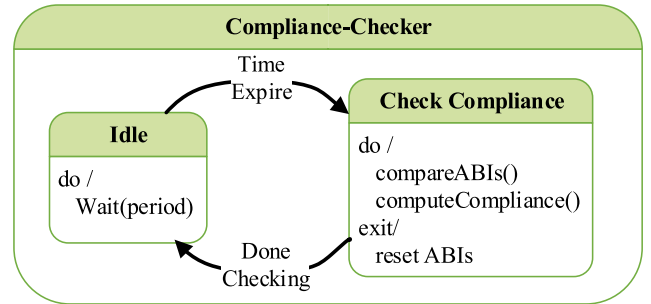 Compliance-Checker
Time
Expire
Idle
do /
Wait(period)
Check Compliance
do /
compareABIs()
computeCompliance()
exit/
reset ABIs
Done
Checking